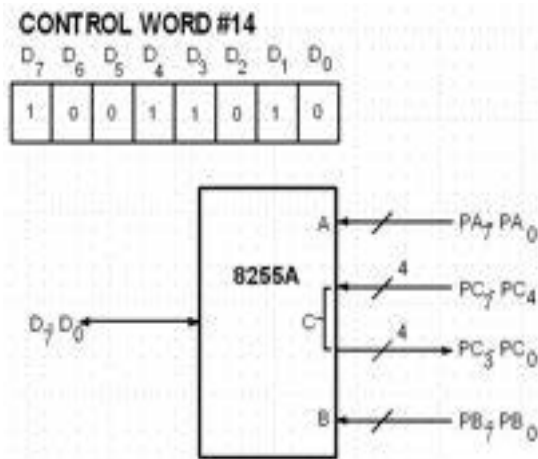 CONTROL WORD #14
D7 D6 D5 D4 D3 D2 D1 D0
1 0 0 1 1 0 1 0
A PA7- PA0
8255A
4 PC7- PC4
D7- D0
C
4 PC3- PC0
B PB7- PB0